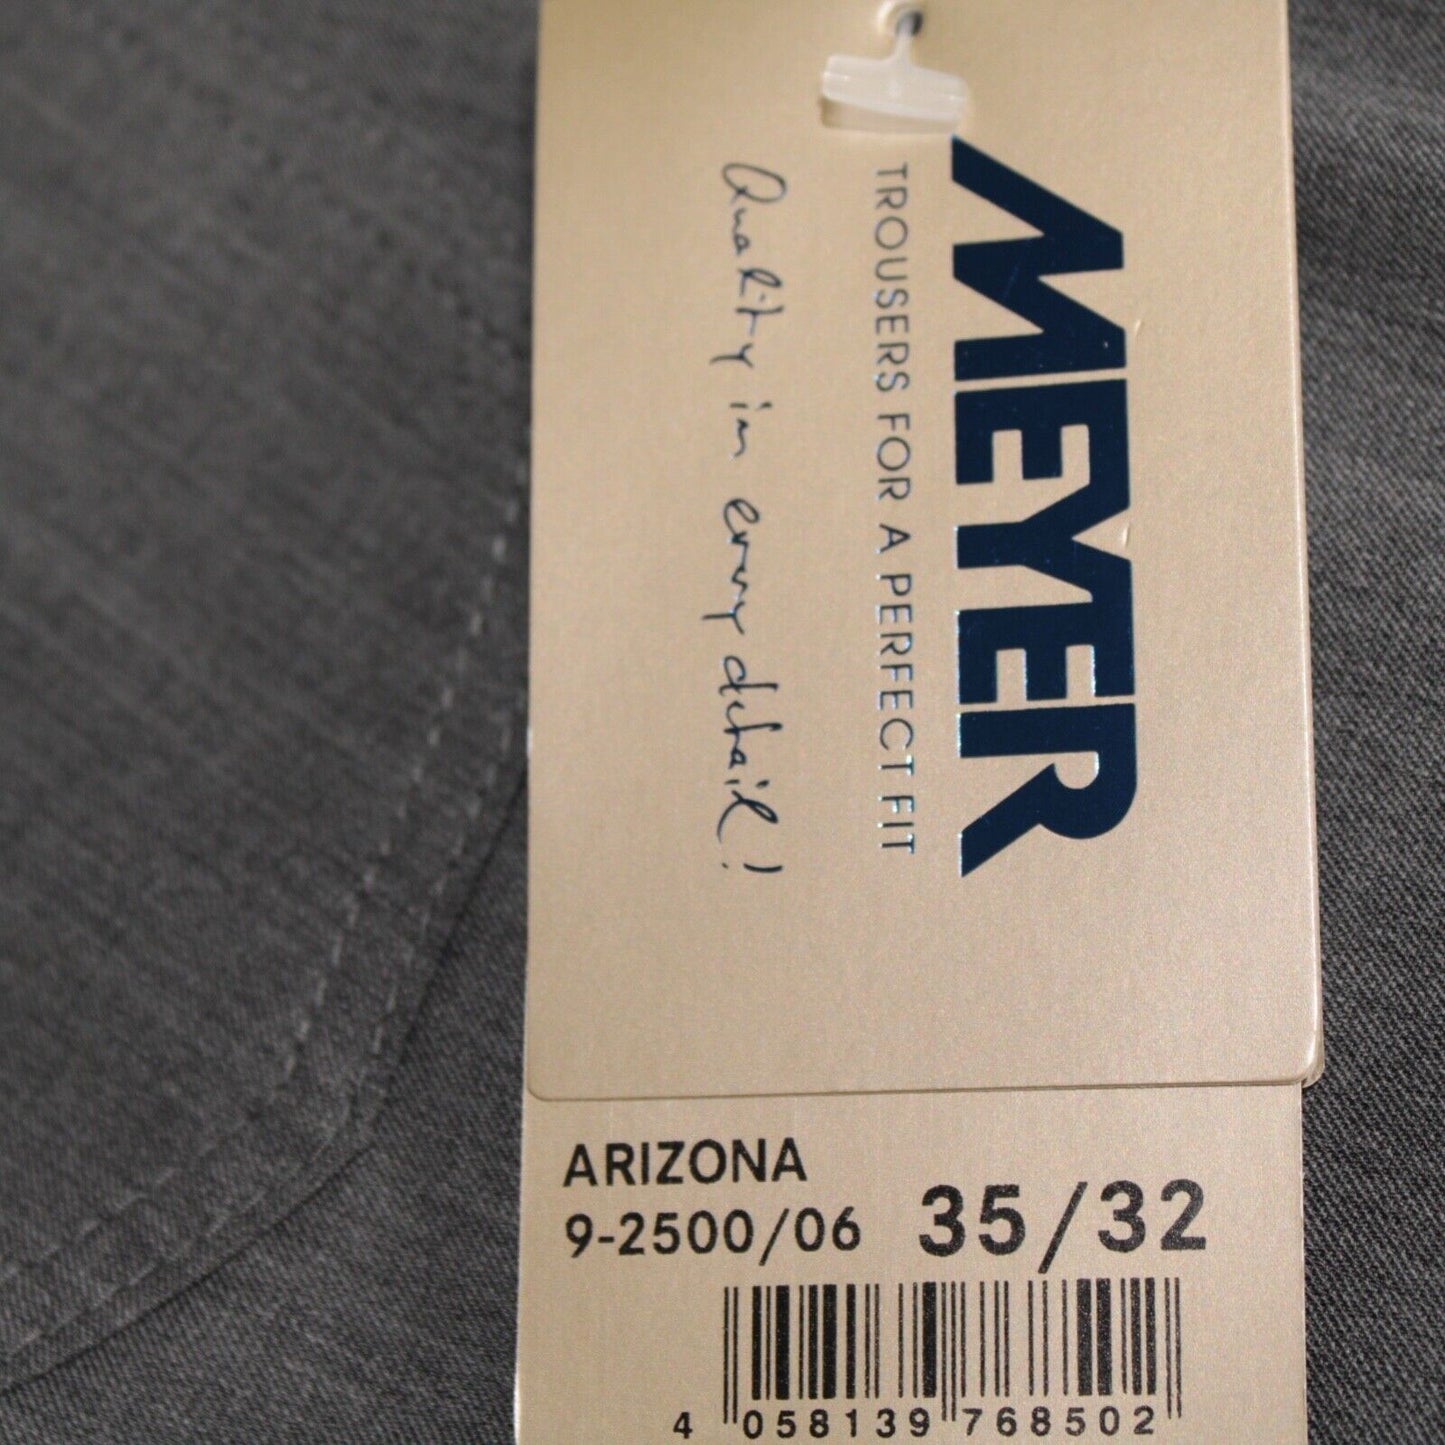 MEYER
TROUSERS FOR A PERFECT FIT
Quality in every detail!
ARIZONA
9-2500/06 35/32
4 058139 768502